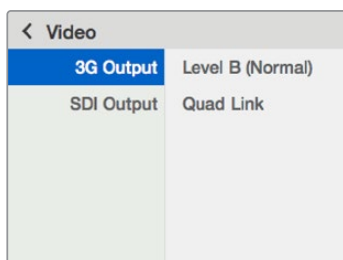 < Video
3G Output Level B (Normal)
SDI Output Quad Link